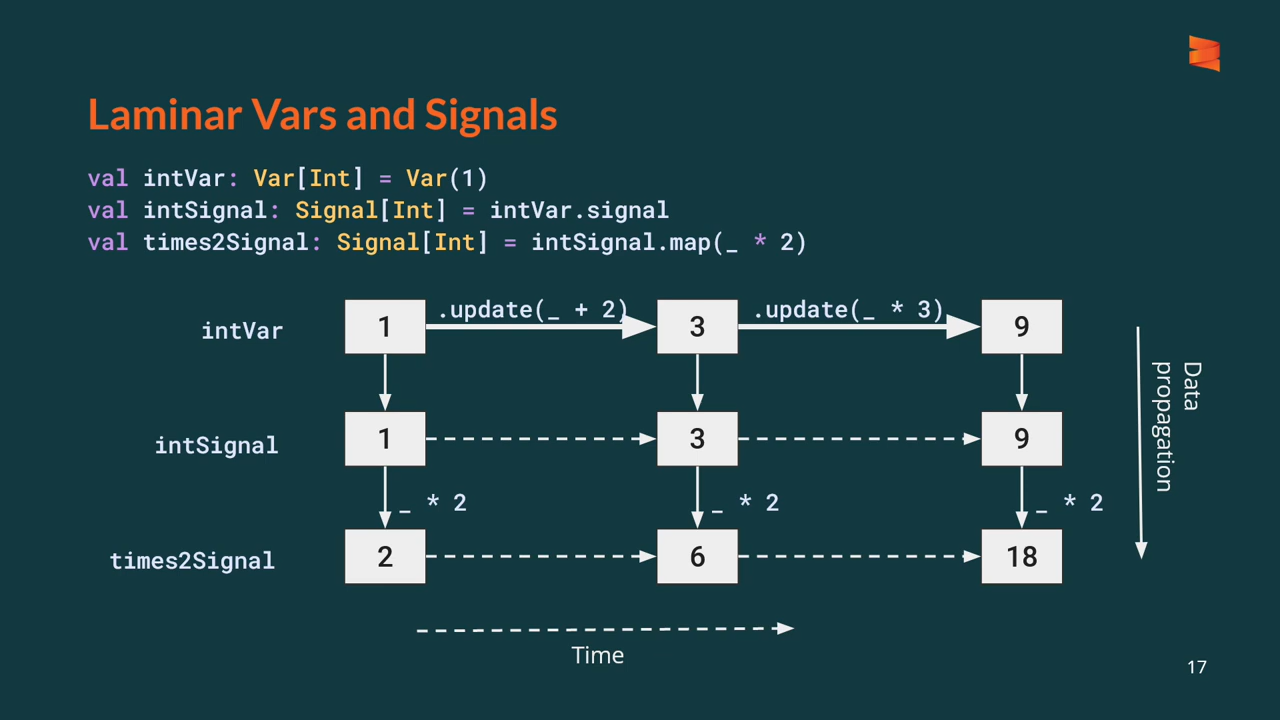 Laminar Vars and Signals
val intVar: Var[Int] = Var(1)
val intSignal: Signal[Int] = intVar.signal
val times2Signal: Signal[Int] = intSignal.map(_ * 2)
.update(_ + 2)
.update(_ * 3)
intVar
1
3
9
Data
propagation
intSignal
1
3
9
_ * 2
_ * 2
_ * 2
times2Signal
2
6
18
Time
17